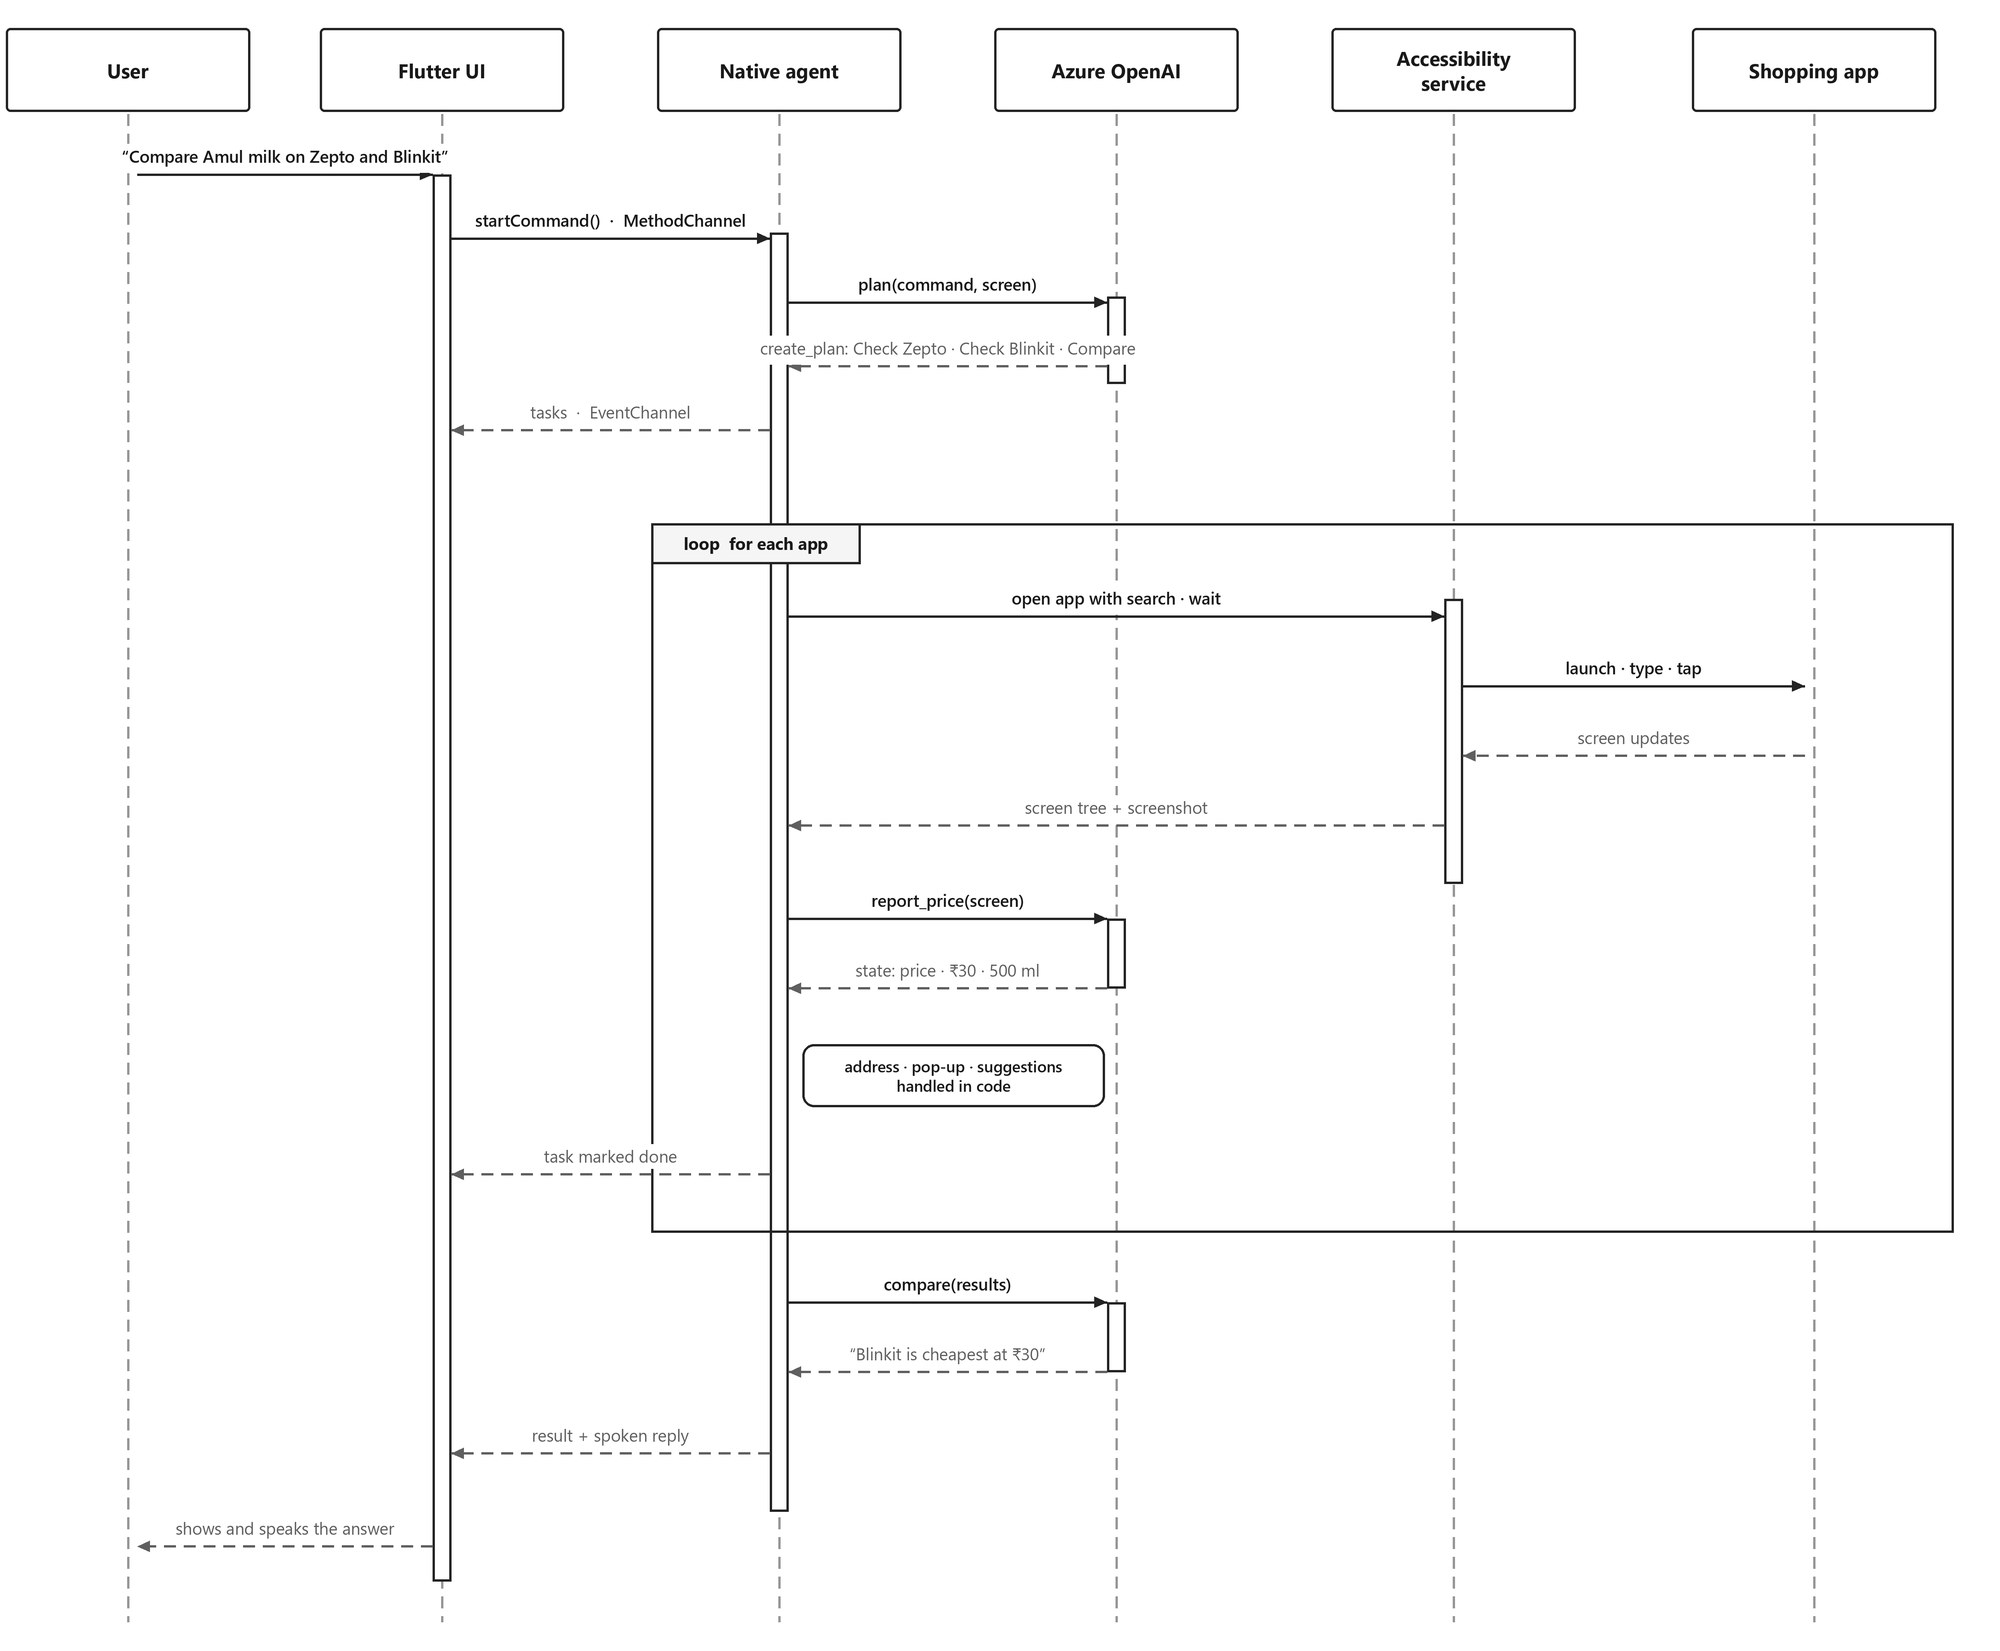 User
Flutter UI
Native agent
Azure OpenAI
Accessibility
service
Shopping app
“Compare Amul milk on Zepto and Blinkit”
startCommand() · MethodChannel
plan(command, screen)
create_plan: Check Zepto · Check Blinkit · Compare
tasks · EventChannel
loop for each app
open app with search · wait
launch · type · tap
screen updates
screen tree + screenshot
report_price(screen)
state: price · ₹30 · 500 ml
address · pop-up · suggestions
handled in code
task marked done
compare(results)
“Blinkit is cheapest at ₹30”
result + spoken reply
shows and speaks the answer